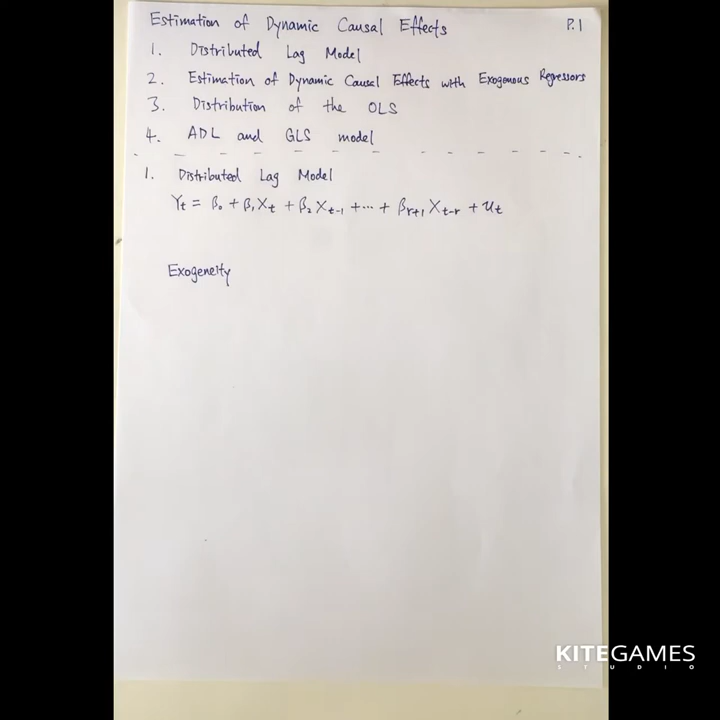 Estimation of Dynamic Causal Effects P.1
1. Distributed Lag Model
2. Estimation of Dynamic Causal Effects with Exogenous Regressors
3. Distribution of the OLS
4. ADL and GLS model
1. Distributed Lag Model
Yₜ = β₀ + β₁Xₜ + β₂Xₜ₋₁ + ··· + βᵣ₊₁Xₜ₋ᵣ + uₜ
Exogeneity
KITEGAMES
STUDIO